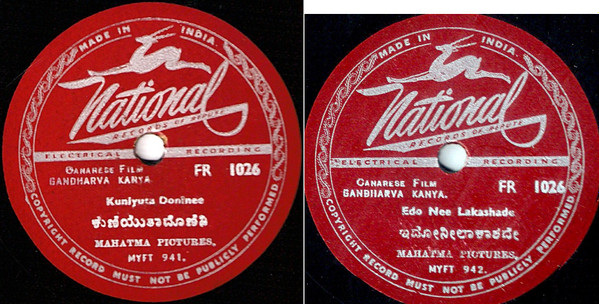 MADE IN INDIA.
National
RECORDS OF REPUTE
ELECTRICAL RECORDING
CANARESE FILM
GANDHARVA KANYA.
FR 1026
Kuniyuta Doninee
ಕುಣಿಯುತಾದೊಣಿನಿ
MAHATMA PICTURES.
MYFT 941.
COPYRIGHT RECORD MUST NOT BE PUBLICLY PERFORMED
MADE IN INDIA.
National
RECORDS OF REPUTE
ELECTRICAL RECORDING
CANARESE FILM
GANDHARVA KANYA.
FR 1026
Edo Nee Lakashade
ಇದೋನೀಲಾಕಾಶದೇ
MAHATMA PICTURES.
MYFT 942.
COPYRIGHT RECORD MUST NOT BE PUBLICLY PERFORMED